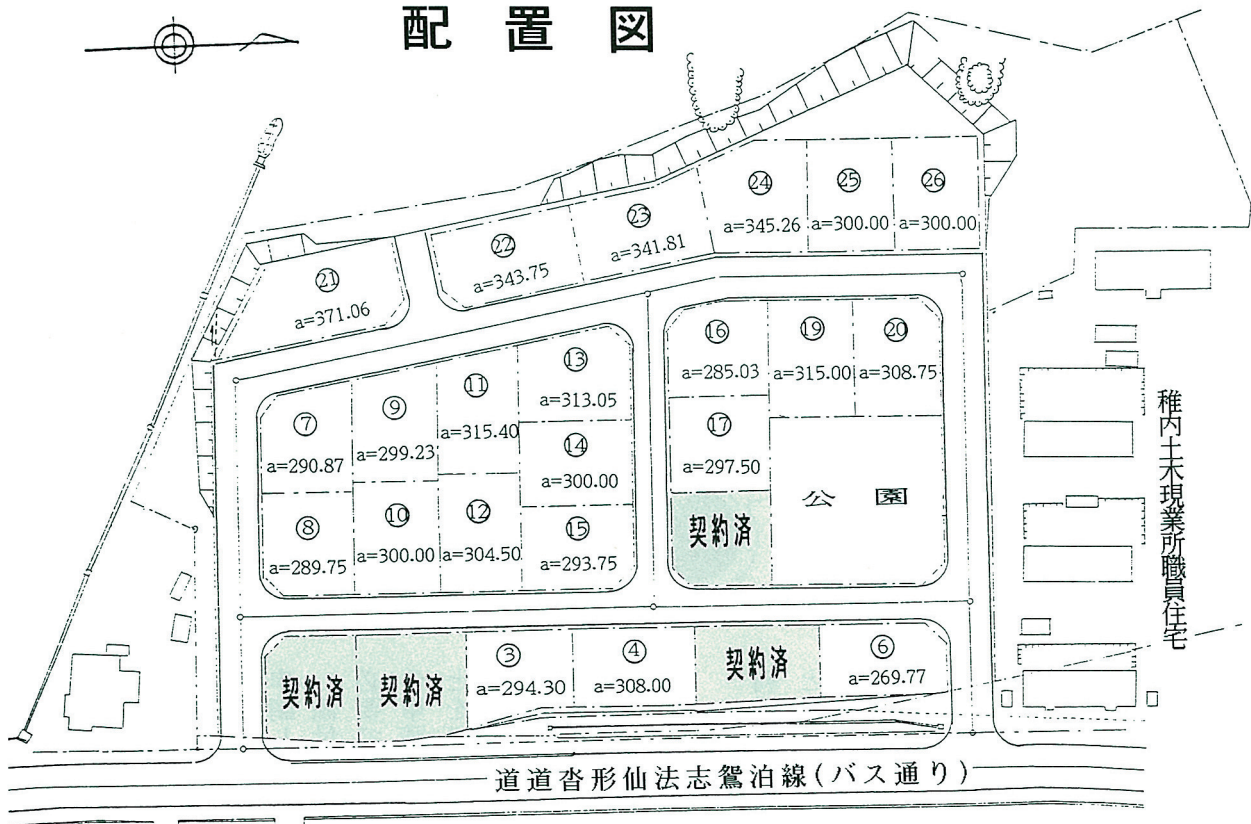 配置図
㉔
a=345.26
㉕
a=300.00
㉖
a=300.00
㉓
a=341.81
㉒
a=343.75
㉑
a=371.06
⑯
a=285.03
⑲
a=315.00
⑳
a=308.75
⑰
a=297.50
契約済
公園
⑦
a=290.87
⑨
a=299.23
⑪
a=315.40
⑬
a=313.05
⑭
a=300.00
⑧
a=289.75
⑩
a=300.00
⑫
a=304.50
⑮
a=293.75
契約済
契約済
③
a=294.30
④
a=308.00
契約済
⑥
a=269.77
稚内土木現業所職員住宅
道道沓形仙法志鴛泊線(バス通り)